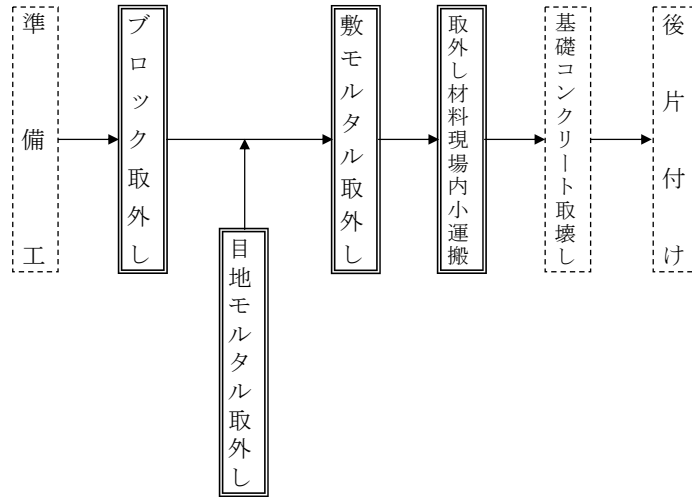 準備工
ブロック取外し
目地モルタル取外し
敷モルタル取外し
取外し材料現場内小運搬
基礎コンクリート取壊し
後片付け